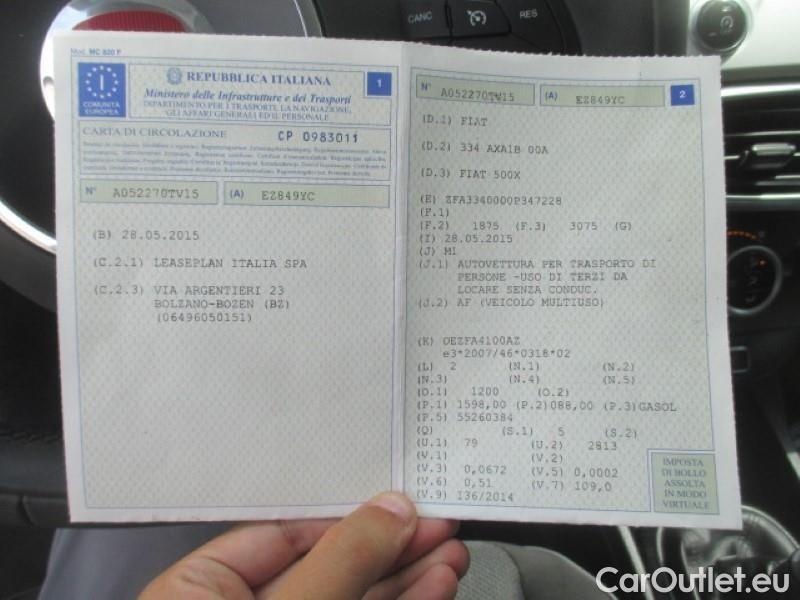 CANC
RES
Mod. MC 820 F
REPUBBLICA ITALIANA
1
Ministero delle Infrastrutture e dei Trasporti
DIPARTIMENTO PER I TRASPORTI, LA NAVIGAZIONE,
GLI AFFARI GENERALI ED IL PERSONALE
i
COMUNITÀ
EUROPEA
CARTA DI CIRCOLAZIONE
CP 0983011
N° A052270TV15 (A) EZ849YC
(B) 28.05.2015
(C.2.1) LEASEPLAN ITALIA SPA
(C.2.3) VIA ARGENTIERI 23
BOLZANO-BOZEN (BZ)
(06496050151)
N° A052270TV15 (A) EZ849YC 2
(D.1) FIAT
(D.2) 334 AXA1B 00A
(D.3) FIAT 500X
(E) ZFA3340000P347228
(F.1)
(F.2) 1875 (F.3) 3075 (G)
(I) 28.05.2015
(J) M1
(J.1) AUTOVETTURA PER TRASPORTO DI
PERSONE -USO DI TERZI DA
LOCARE SENZA CONDUC.
(J.2) AF (VEICOLO MULTIUSO)
(K) OEZFA4100AZ
e3*2007/46*0318*02
(L) 2 (N.1) (N.2)
(N.3) (N.4) (N.5)
(O.1) 1200 (O.2)
(P.1) 1598,00 (P.2)088,00 (P.3)GASOL
(P.5) 55260384
(Q) (S.1) 5 (S.2)
(U.1) 79 (U.2) 2813
(V.1) (V.2)
(V.3) 0,0672 (V.5) 0,0002
(V.6) 0,51 (V.7) 109,0
(V.9) 136/2014
IMPOSTA
DI BOLLO
ASSOLTA
IN MODO
VIRTUALE
CarOutlet.eu